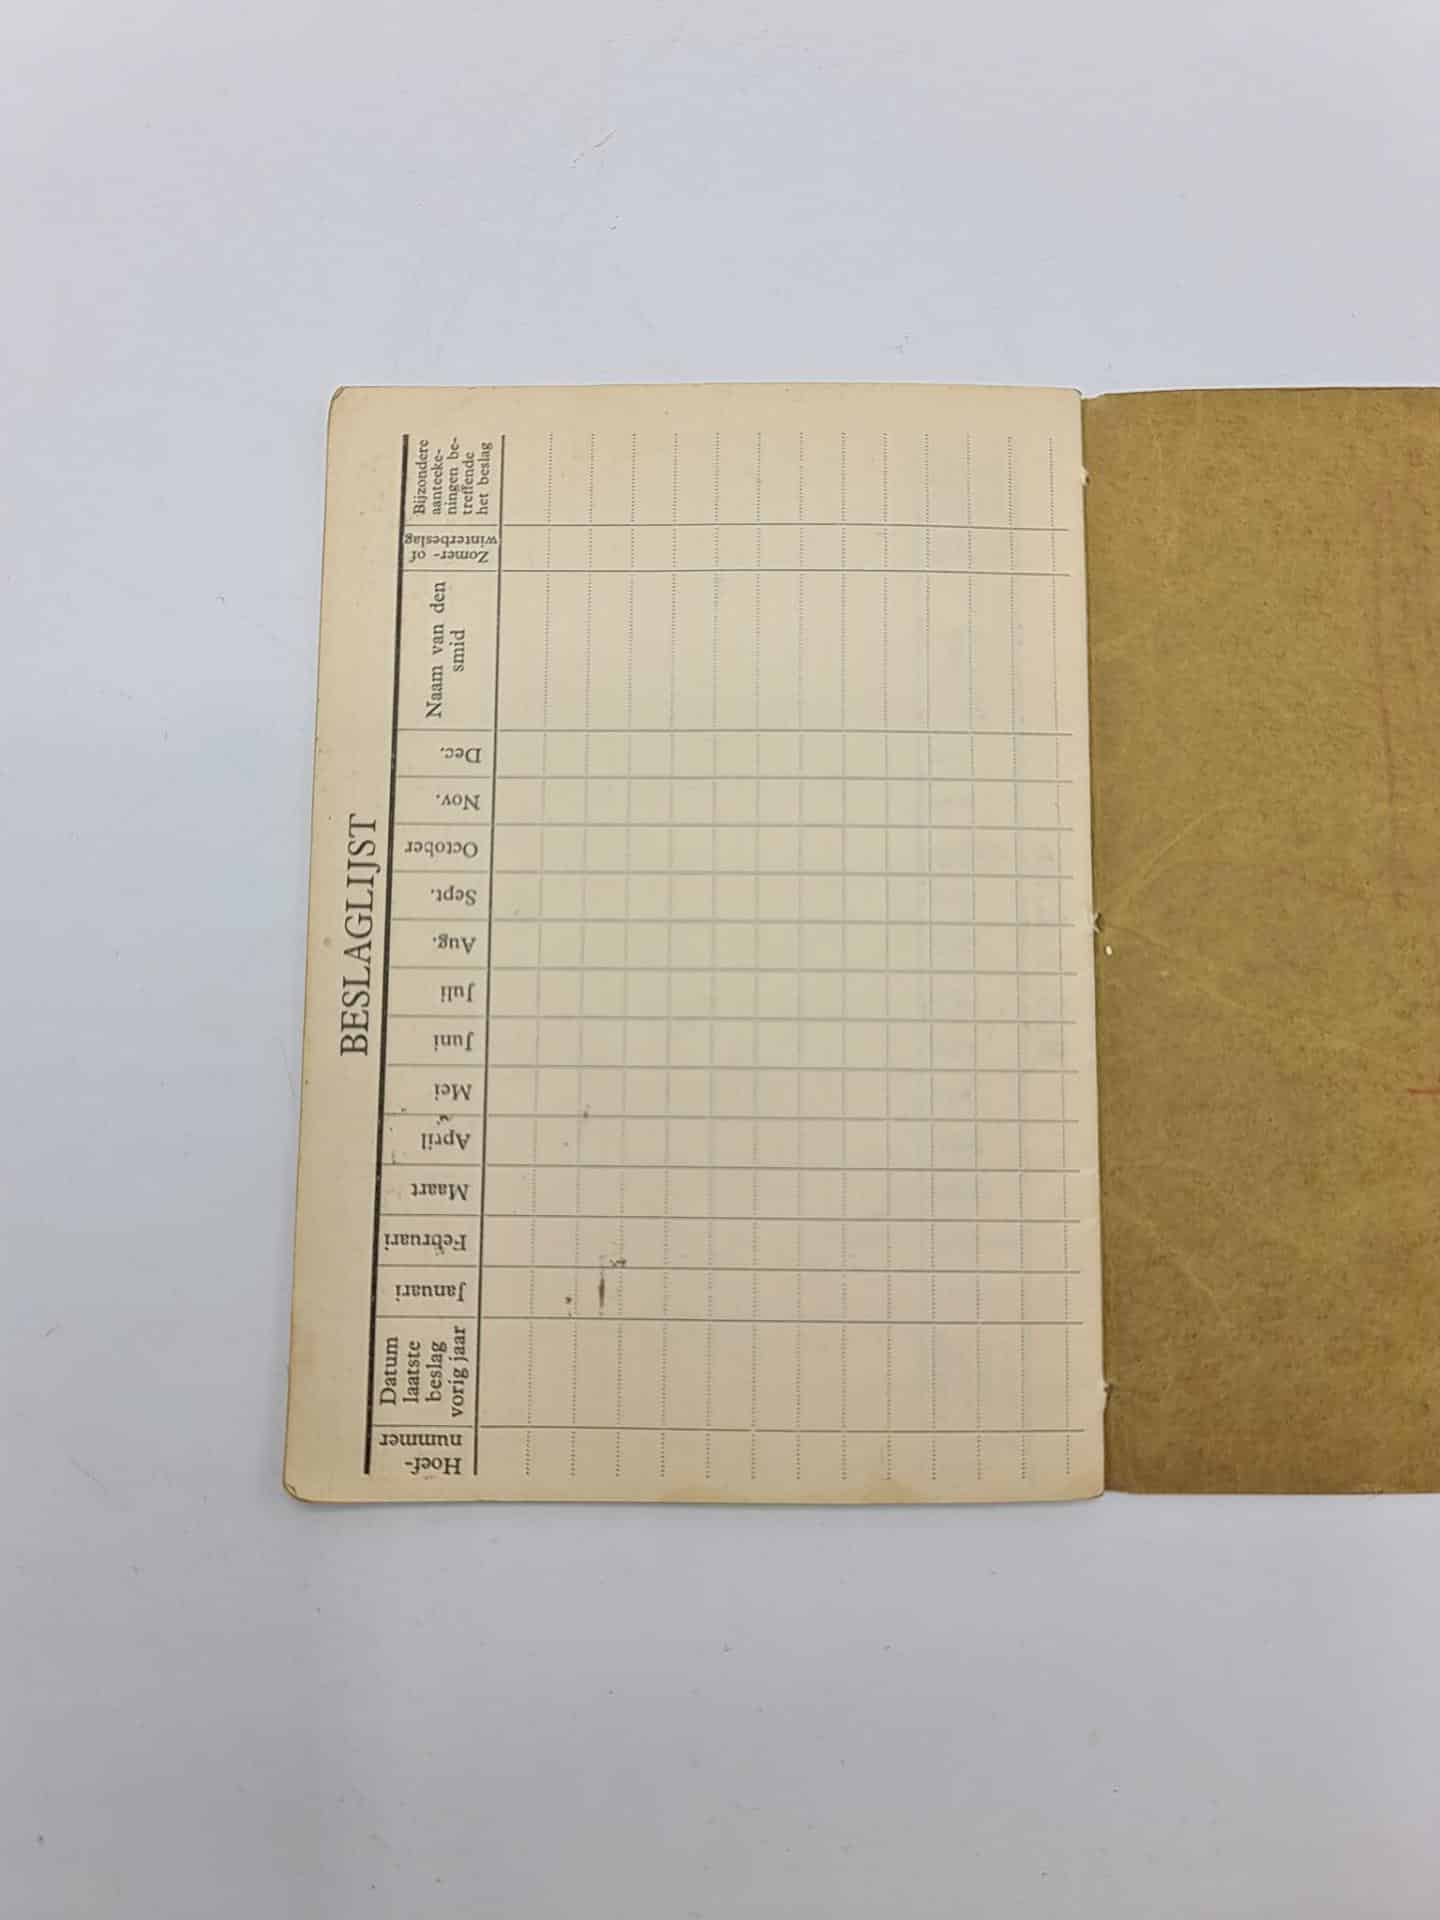 BESLAGLIJST
Hoef-
nummer
Datum
laatste
beslag
vorig jaar
Januari
Februari
Maart
April
Mei
Juni
Juli
Aug.
Sept.
October
Nov.
Dec.
Naam van den
smid
Zomer- of
winterbeslag
Bijzondere
aanteeke-
ningen be-
treffende
het beslag